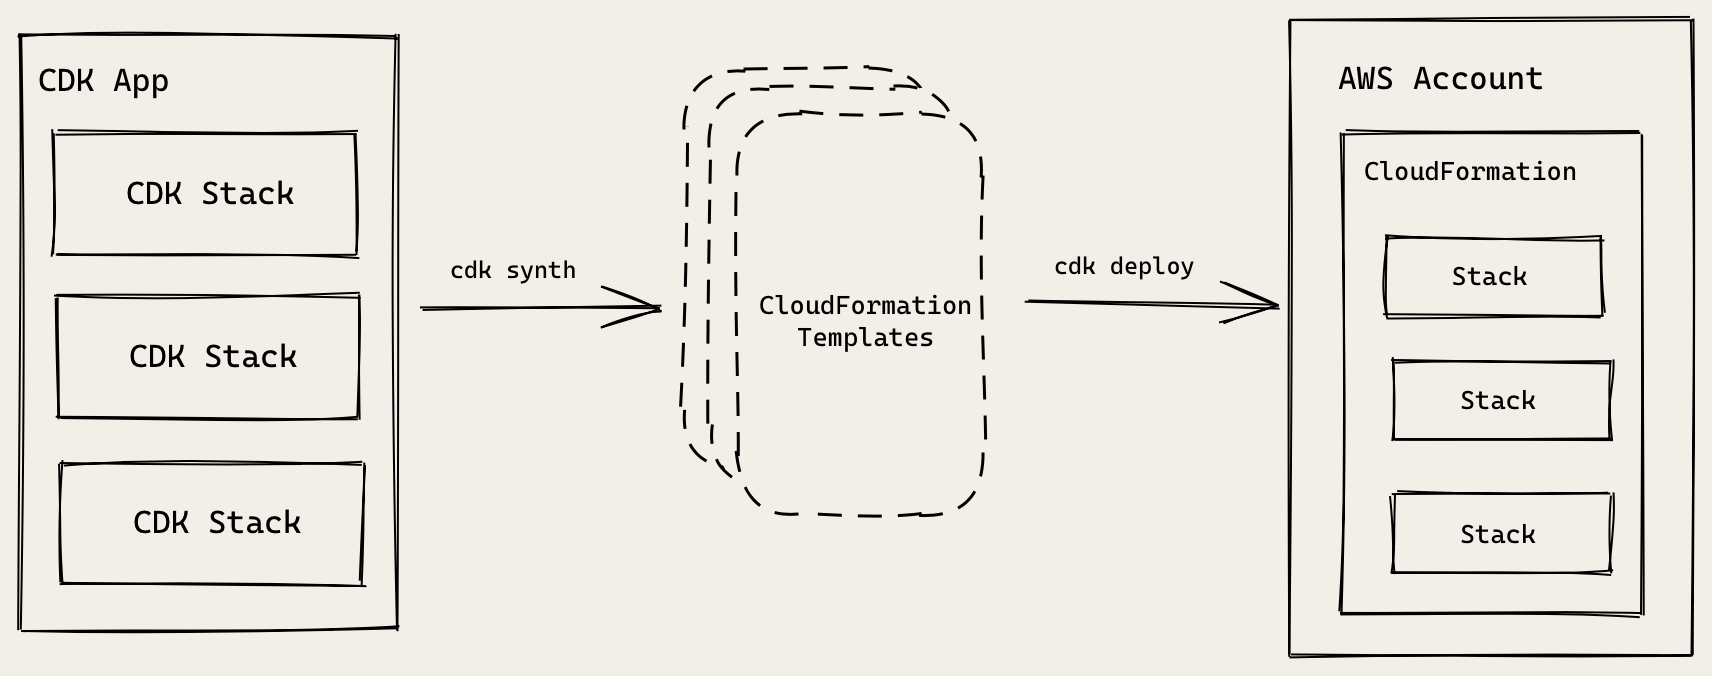 CDK App
CDK Stack
CDK Stack
CDK Stack
cdk synth
CloudFormation
Templates
cdk deploy
AWS Account
CloudFormation
Stack
Stack
Stack